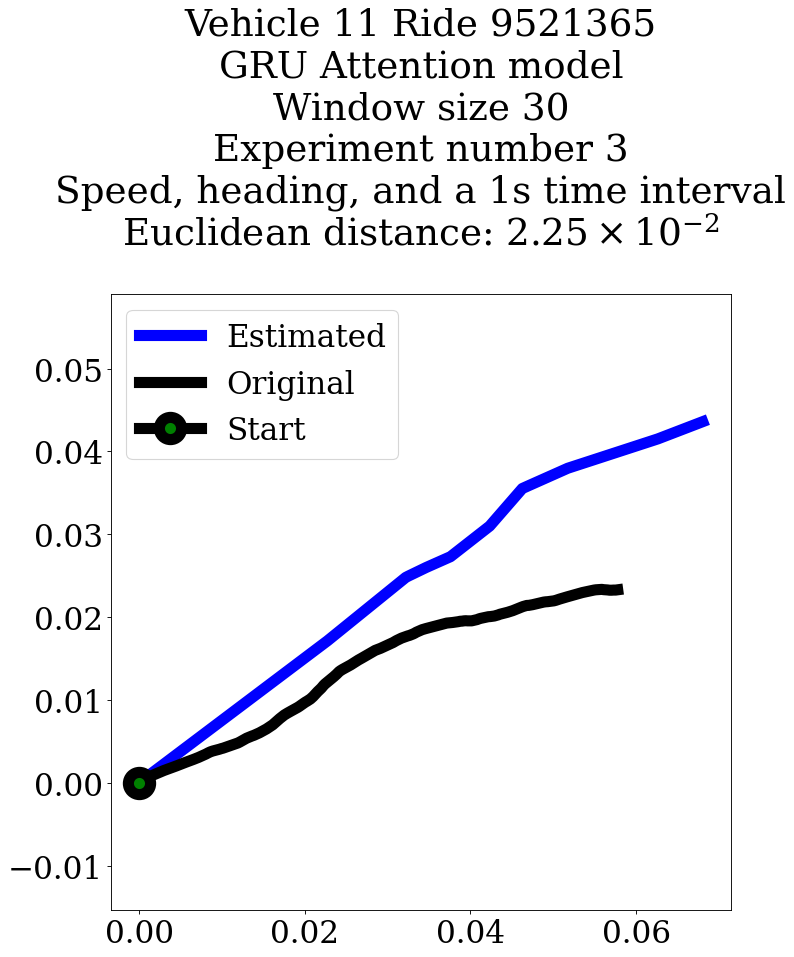 Vehicle 11 Ride 9521365
GRU Attention model
Window size 30
Experiment number 3
Speed, heading, and a 1s time interval
Euclidean distance: 2.25 × 10⁻²
Estimated
Original
Start
0.05
0.04
0.03
0.02
0.01
0.00
−0.01
0.00 0.02 0.04 0.06